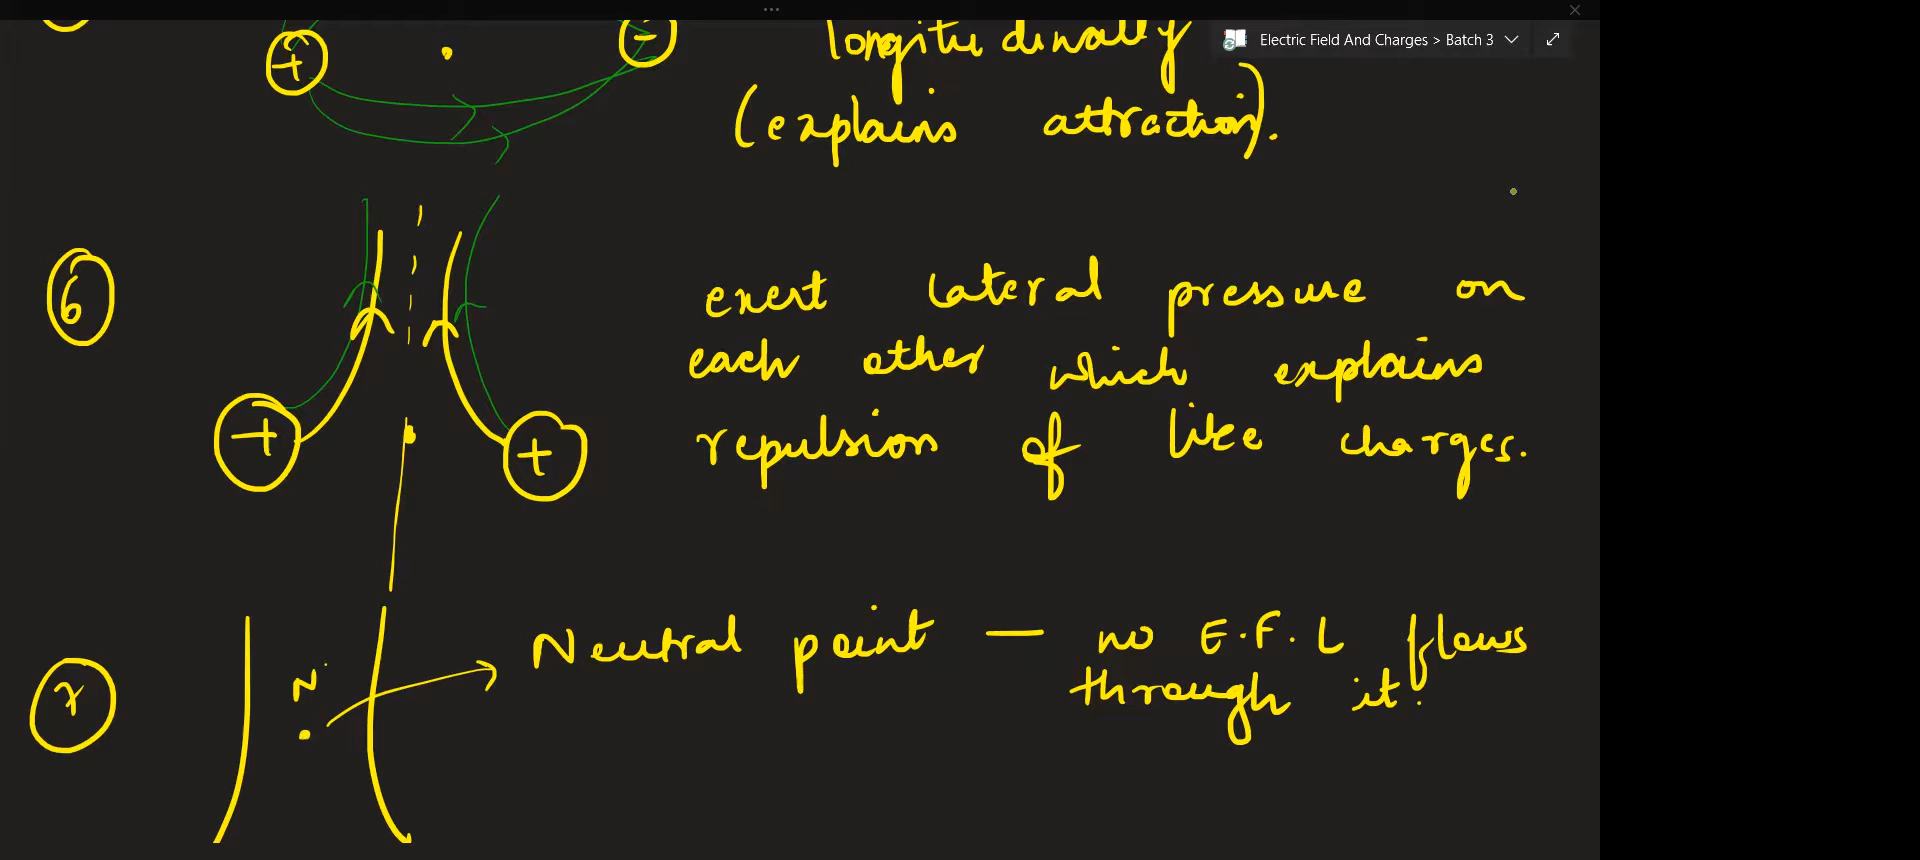 +
-
longitudinally
Electric Field And Charges > Batch 3
(explains attraction).
6
exert lateral pressure on
each other which explains
repulsion of like charges.
+
+
7
N
Neutral point — no E.F.L flows
through it.